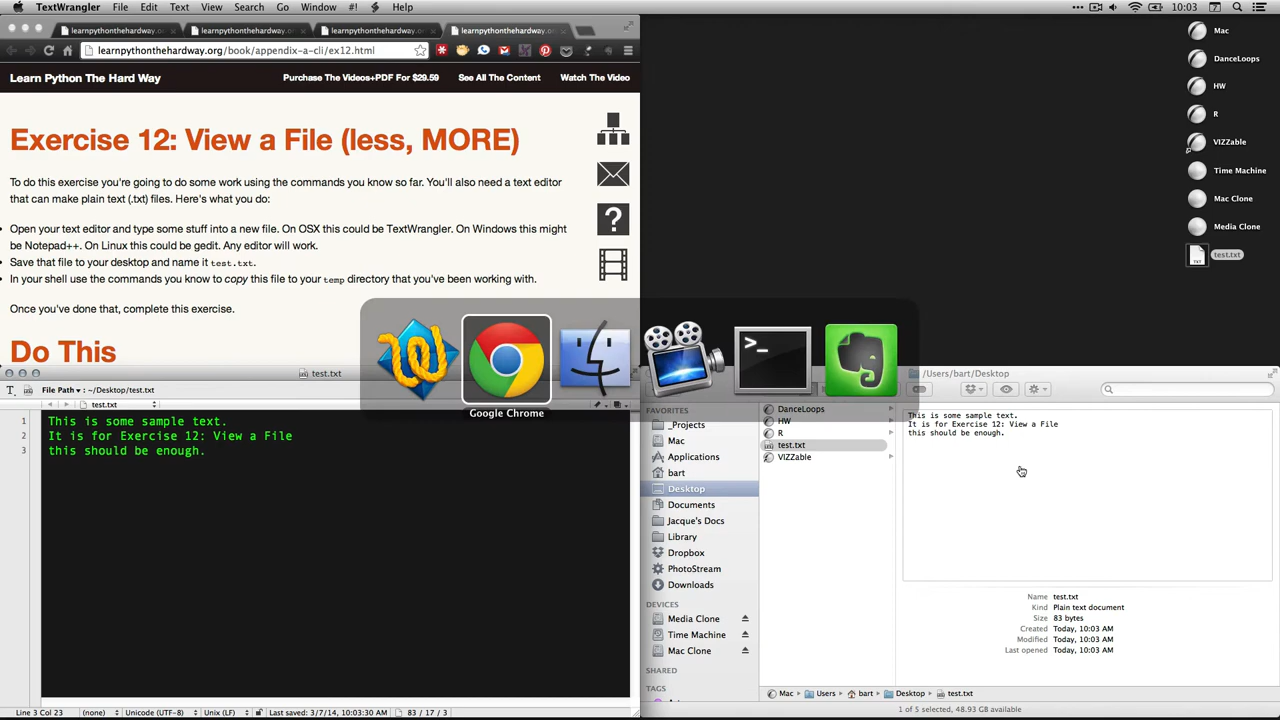 TextWrangler File Edit Text View Search Go Window #! Help 10:03
learnpythonthehardway.org learnpythonthehardway.org learnpythonthehardway.org learnpythonthehardway.org
learnpythonthehardway.org/book/appendix-a-cli/ex12.html
Learn Python The Hard Way Purchase The Videos+PDF For $29.59 See All The Content Watch The Video
Exercise 12: View a File (less, MORE)
To do this exercise you're going to do some work using the commands you know so far. You'll also need a text editor
that can make plain text (.txt) files. Here's what you do:
Open your text editor and type some stuff into a new file. On OSX this could be TextWrangler. On Windows this might
be Notepad++. On Linux this could be gedit. Any editor will work.
Save that file to your desktop and name it test.txt.
In your shell use the commands you know to copy this file to your temp directory that you've been working with.
Once you've done that, complete this exercise.
Do This
Mac
DanceLoops
HW
R
VIZZable
Time Machine
Mac Clone
Media Clone
TXT test.txt
Google Chrome
test.txt
File Path ▾ : ~/Desktop/test.txt
test.txt
1 This is some sample text.
2 It is for Exercise 12: View a File
3 this should be enough.
Line 3 Col 23 (none) Unicode (UTF-8) Unix (LF) Last saved: 3/7/14, 10:03:30 AM 83 / 17 / 3
/Users/bart/Desktop
FAVORITES
_Projects
Mac
Applications
bart
Desktop
Documents
Jacque's Docs
Library
Dropbox
PhotoStream
Downloads
DEVICES
Media Clone
Time Machine
Mac Clone
SHARED
TAGS
DanceLoops
HW
R
test.txt
VIZZable
This is some sample text.
It is for Exercise 12: View a File
this should be enough.
Name test.txt
Kind Plain text document
Size 83 bytes
Created Today, 10:03 AM
Modified Today, 10:03 AM
Last opened Today, 10:03 AM
Mac Users bart Desktop test.txt
1 of 5 selected, 48.93 GB available